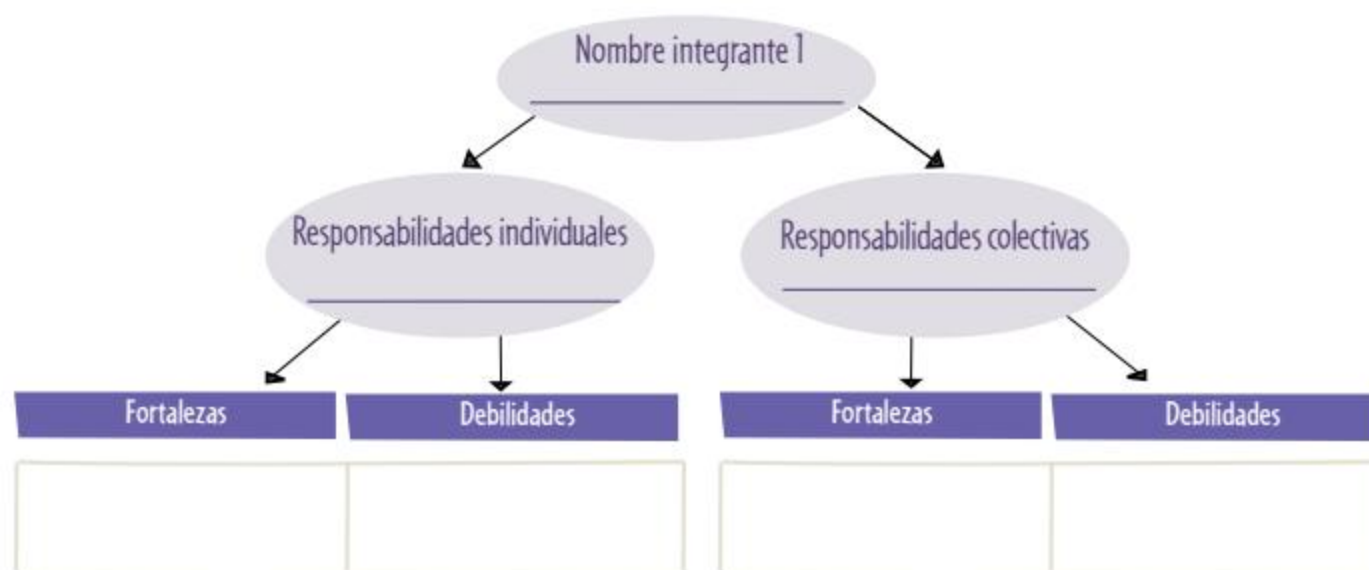 Nombre integrante 1
Responsabilidades individuales
Responsabilidades colectivas
Fortalezas
Debilidades
Fortalezas
Debilidades